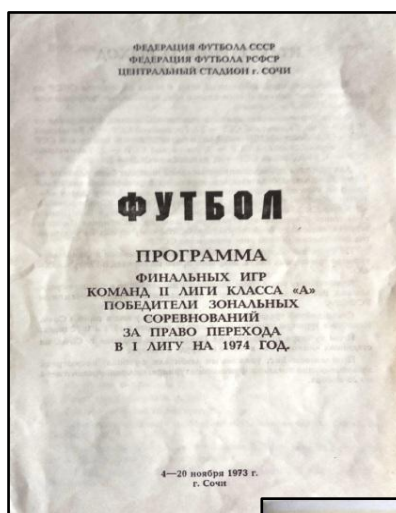 ФЕДЕРАЦИЯ ФУТБОЛА СССР
ФЕДЕРАЦИЯ ФУТБОЛА РСФСР
ЦЕНТРАЛЬНЫЙ СТАДИОН г. СОЧИ
ФУТБОЛ
ПРОГРАММА
ФИНАЛЬНЫХ ИГР
КОМАНД II ЛИГИ КЛАССА «А»
ПОБЕДИТЕЛИ ЗОНАЛЬНЫХ
СОРЕВНОВАНИЙ
ЗА ПРАВО ПЕРЕХОДА
В I ЛИГУ НА 1974 ГОД.
4—20 ноября 1973 г.
г. Сочи